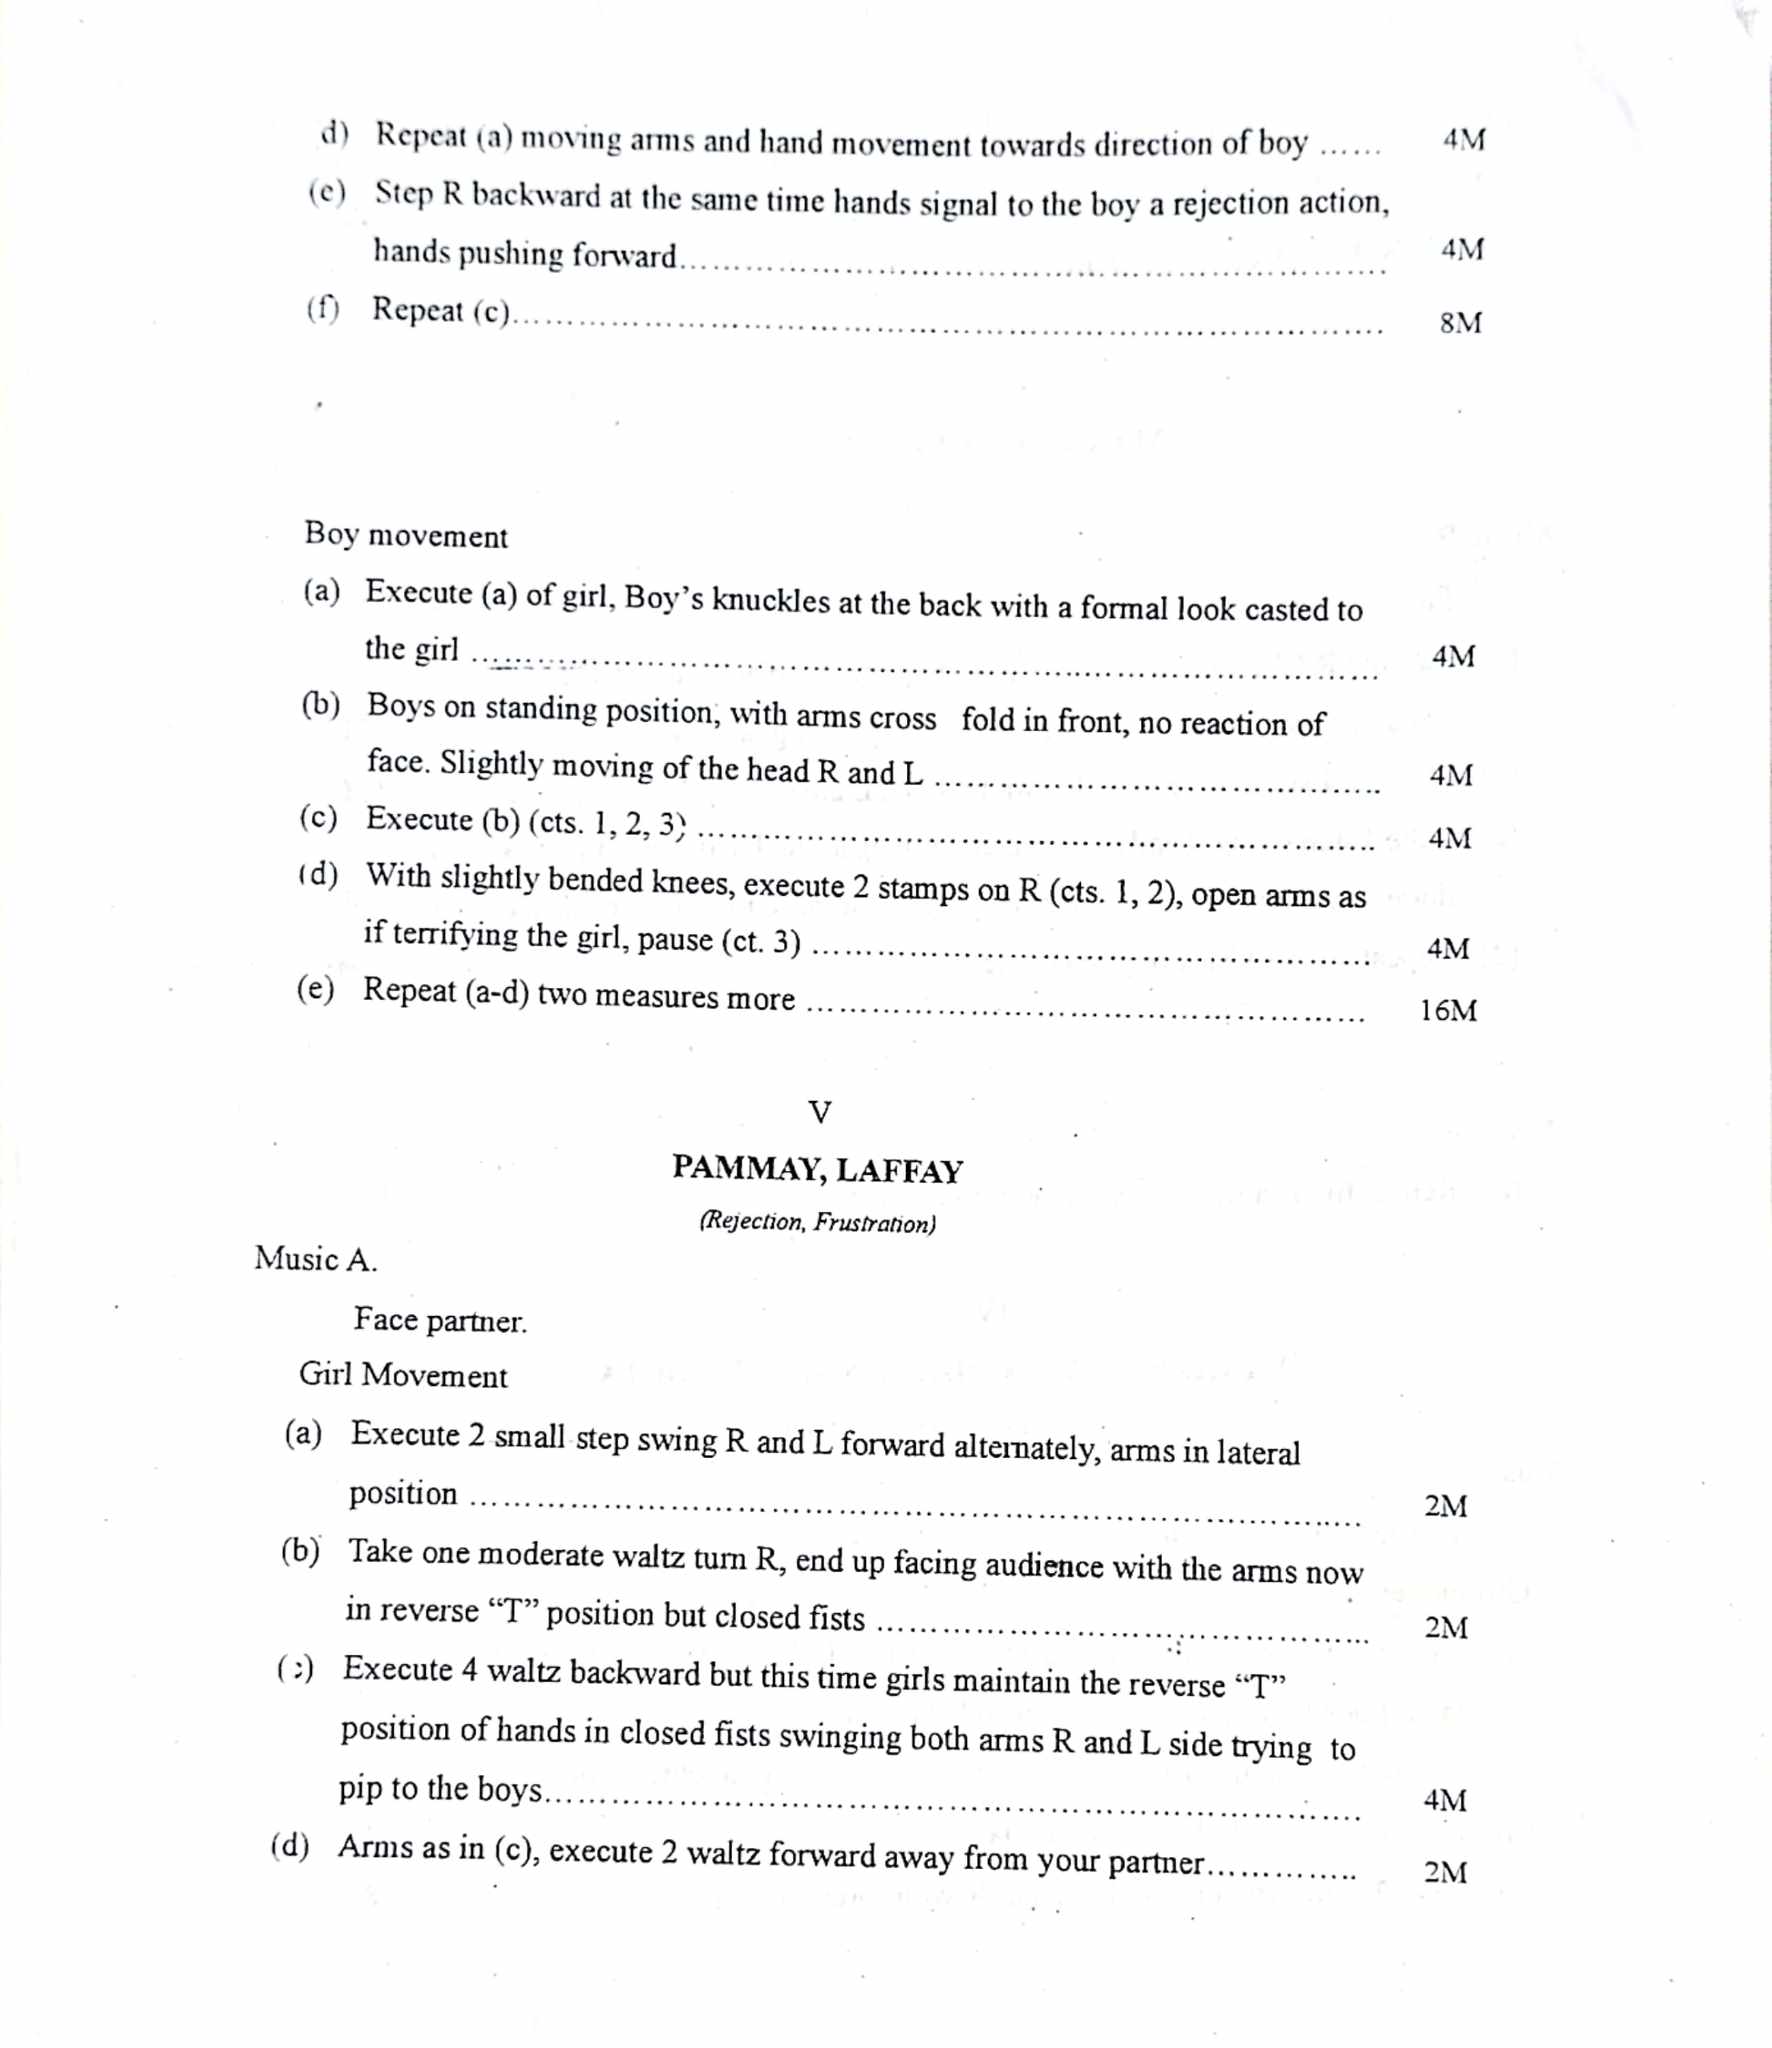 d) Repeat (a) moving arms and hand movement towards direction of boy ...... 4M
(e) Step R backward at the same time hands signal to the boy a rejection action,
hands pushing forward........................................................................ 4M
(f) Repeat (c)........................................................................................ 8M
Boy movement
(a) Execute (a) of girl, Boy's knuckles at the back with a formal look casted to
the girl ........................................................................................... 4M
(b) Boys on standing position, with arms cross fold in front, no reaction of
face. Slightly moving of the head R and L ............................................. 4M
(c) Execute (b) (cts. 1, 2, 3) .................................................................... 4M
(d) With slightly bended knees, execute 2 stamps on R (cts. 1, 2), open arms as
if terrifying the girl, pause (ct. 3) ......................................................... 4M
(e) Repeat (a-d) two measures more ........................................................ 16M
V
PAMMAY, LAFFAY
(Rejection, Frustration)
Music A.
Face partner.
Girl Movement
(a) Execute 2 small step swing R and L forward alternately, arms in lateral
position .......................................................................................... 2M
(b) Take one moderate waltz turn R, end up facing audience with the arms now
in reverse “T” position but closed fists .................................................. 2M
(c) Execute 4 waltz backward but this time girls maintain the reverse “T”
position of hands in closed fists swinging both arms R and L side trying to
pip to the boys.................................................................................. 4M
(d) Arms as in (c), execute 2 waltz forward away from your partner.............. 2M